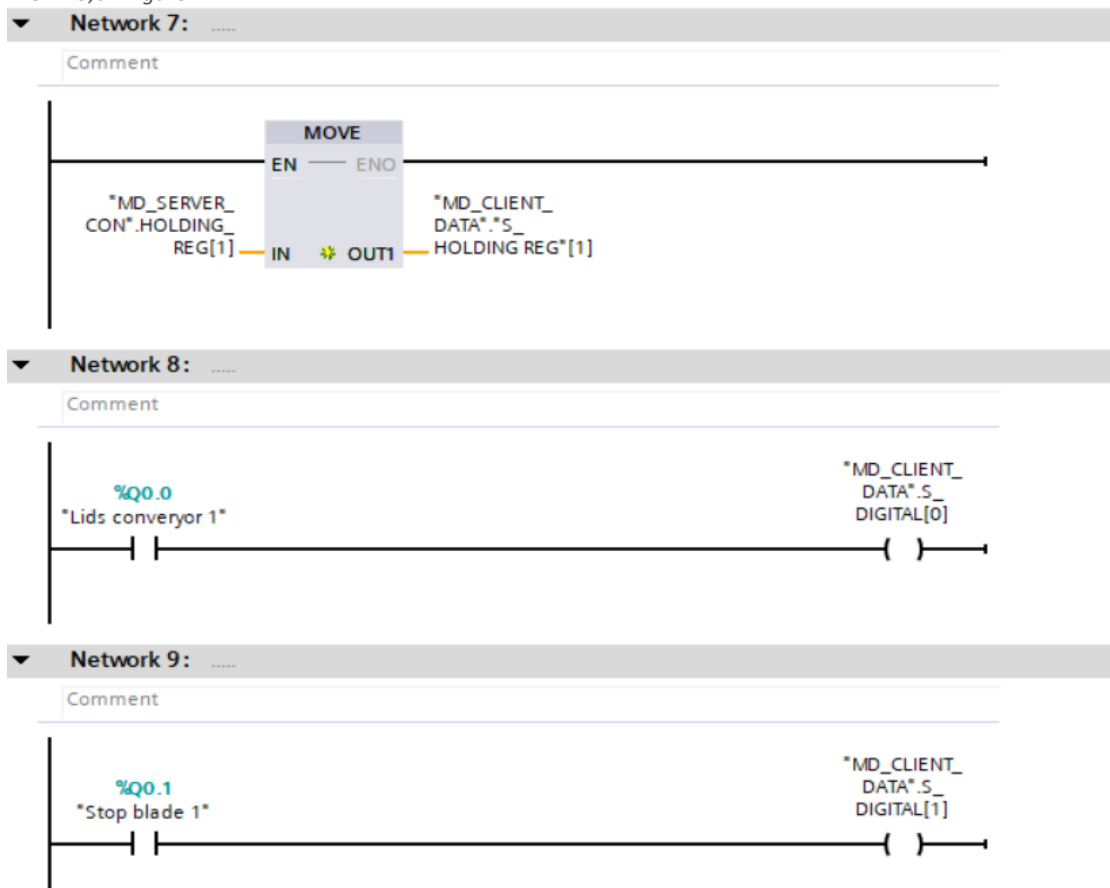 Network 7: .....
Comment
MOVE
EN ENO
"MD_SERVER_
CON".HOLDING_
REG[1]
IN OUT1
"MD_CLIENT_
DATA"."S_
HOLDING REG"[1]
Network 8: .....
Comment
%Q0.0
"Lids converyor 1"
"MD_CLIENT_
DATA".S_
DIGITAL[0]
Network 9: .....
Comment
%Q0.1
"Stop blade 1"
"MD_CLIENT_
DATA".S_
DIGITAL[1]